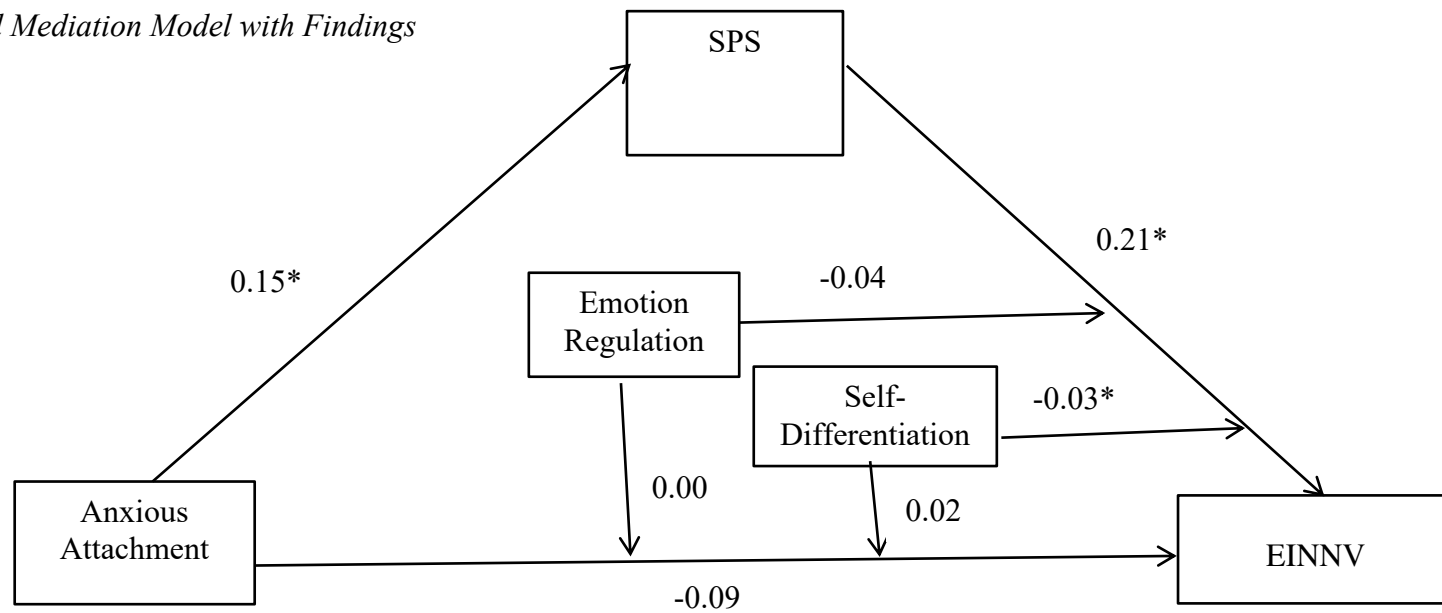 d Mediation Model with Findings
SPS
0.15*
0.21*
Emotion
Regulation
-0.04
Self-
Differentiation
-0.03*
0.00
0.02
Anxious
Attachment
EINNV
-0.09